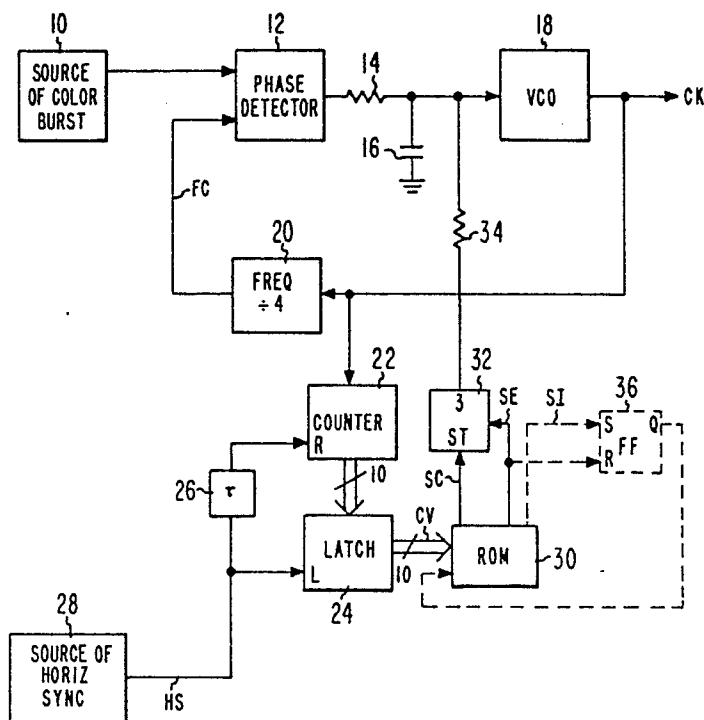 10
SOURCE
OF COLOR
BURST
12
PHASE
DETECTOR
14
16
18
VCO
CK
FC
20
FREQ
÷ 4
34
22
COUNTER
R
32
3
ST
SE
SI
36
S Q
FF
R
10
26
τ
SC
CV
LATCH
L
10
24
ROM
30
28
SOURCE OF
HORIZ
SYNC
HS